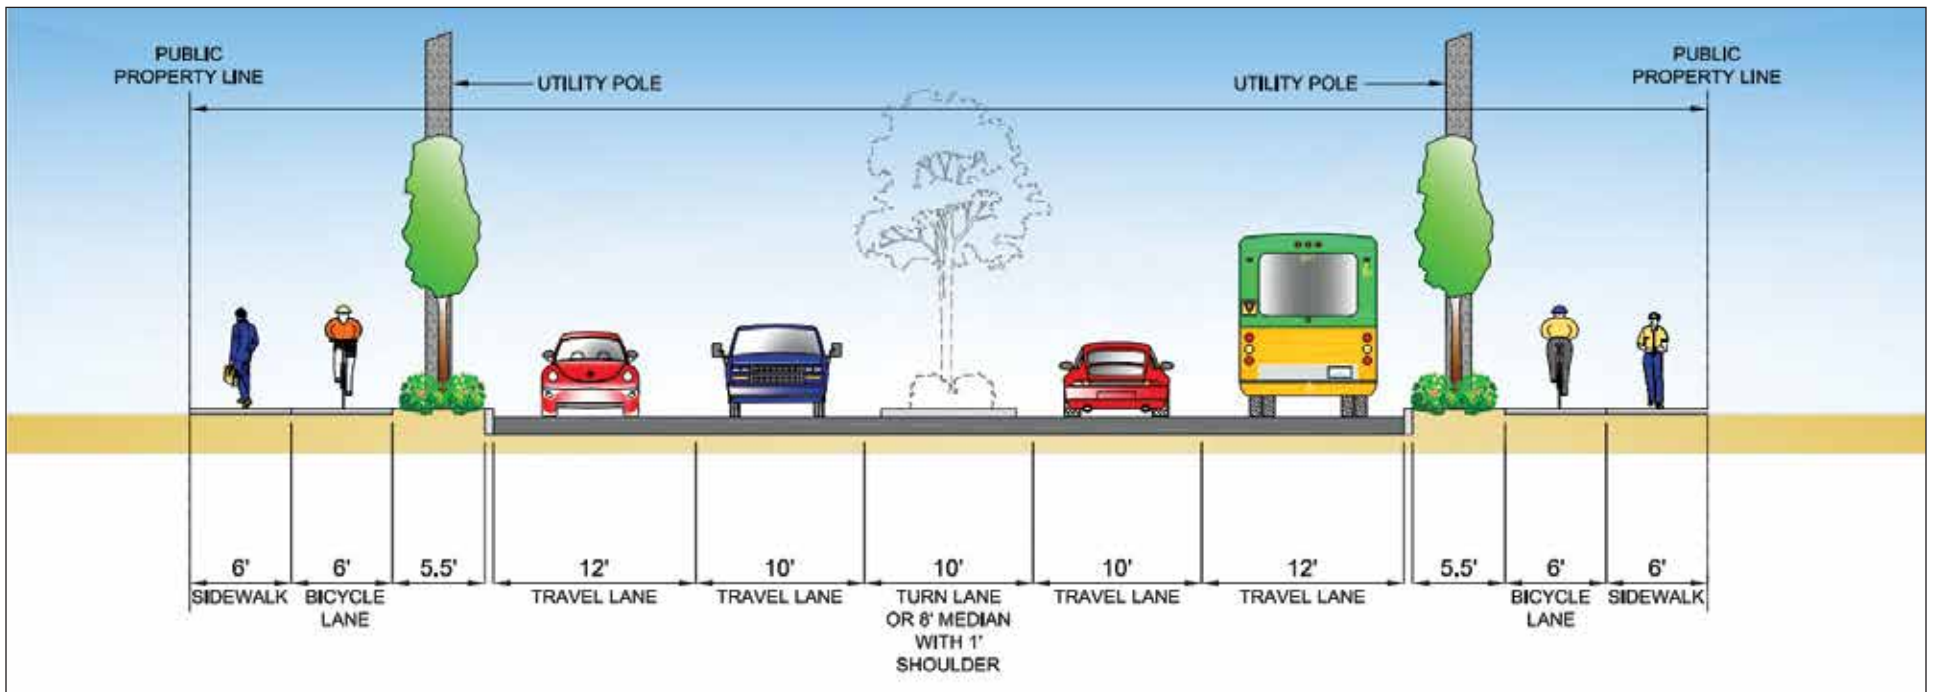 PUBLIC
PROPERTY LINE
UTILITY POLE
UTILITY POLE
PUBLIC
PROPERTY LINE
6'
6'
5.5'
12'
10'
10'
10'
12'
5.5'
6'
6'
SIDEWALK
BICYCLE
LANE
TRAVEL LANE
TRAVEL LANE
TURN LANE
OR 8' MEDIAN
WITH 1'
SHOULDER
TRAVEL LANE
TRAVEL LANE
BICYCLE
LANE
SIDEWALK